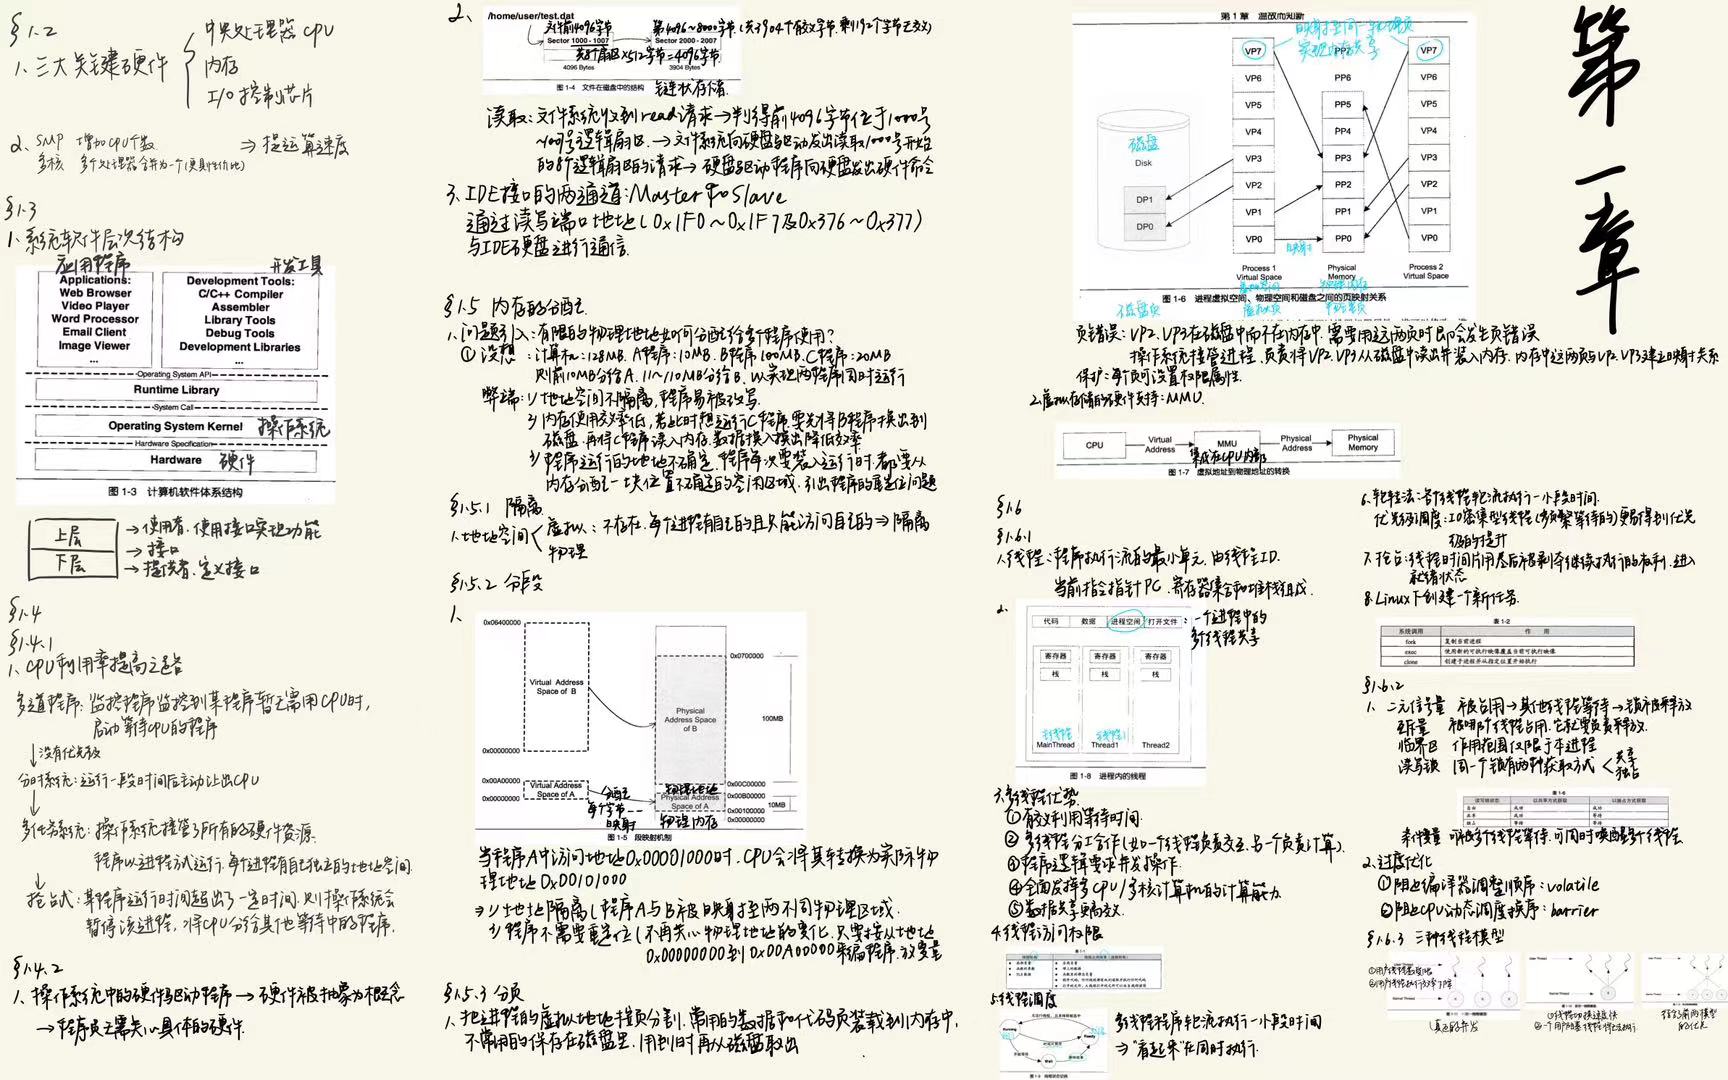 第一章
§1.2
1、三大关键硬件
中央处理器 CPU
内存
I/O控制芯片
2、SMP 增加CPU个数
多核 多个处理器合并为一个(更具性价比)
⇒ 提运算速度
§1.3
1、系统软件层次结构
应用程序
开发工具
Applications:
Web Browser
Video Player
Word Processor
Email Client
Image Viewer
...
Development Tools:
C/C++ Compiler
Assembler
Library Tools
Debug Tools
Development Libraries
...
Operating System API
Runtime Library
System Call
Operating System Kernel 操作系统
Hardware Specification
Hardware 硬件
图 1-3 计算机软件体系结构
上层 → 使用者.使用接口实现功能
→ 接口
下层 → 提供者.定义接口
§1.4
§1.4.1
1、CPU利用率提高之路
多道程序：监控程序监控到某程序暂无需用CPU时，
启动等待CPU的程序
↓没有优先级
分时系统：运行一段时间后主动让出CPU
↓
多任务系统：操作系统接管了所有的硬件资源.
程序以进程方式运行.每个进程有自己独立的地址空间.
↓
抢占式：某程序运行时间超出了一定时间.则操作系统会
暂停该进程，将CPU分给其他等待中的程序.
§1.4.2
1、操作系统中的硬件驱动程序 → 硬件被抽象为概念
→ 程序员无需关心具体的硬件.
2、
/home/user/test.dat
文件前4096字节
第4096~8000字节.(共3904个有效字节.剩192个字节无意义)
Sector 1000 - 1007
Sector 2000 - 2007
共8个扇区×512字节=4096字节
4096 Bytes
3904 Bytes
图 1-4 文件在磁盘中的结构
链状存储.
读取：文件系统收到read请求→判得前4096字节位于1000号
~1007号逻辑扇区.→文件系统向硬盘驱动发出读取1000号开始
的8个逻辑扇区的请求→硬盘驱动程序向硬盘发出硬件命令
3、IDE接口的两通道：Master和Slave
通过读写端口地址(0x1F0~0x1F7及0x376~0x377)
与IDE硬盘进行通信.
§1.5 内存的分配.
1、问题引入：有限的物理地址如何分配给多个程序使用？
① 设想：计算机：128MB. A程序：10MB. B程序100MB. C程序：20MB
则前10MB分给A. 11~110MB分给B. 以实现两程序同时运行
弊端：1) 地址空间不隔离，程序易被改写.
2) 内存使用效率低，若此时想运行C程序.要先将B程序换出到
磁盘.再将C程序读入内存.数据换入换出降低效率
3) 程序运行的地址不确定.程序每次要装入运行时.都要从
内存分配一块位置不确定的空闲区域.引出程序的重定位问题
§1.5.1 隔离.
1、地址空间
虚拟：不存在.每个进程有自己的且只能访问自己的 ⇒ 隔离
物理
§1.5.2 分段
1、
0x06400000
Virtual Address
Space of B
0x00000000
0x00A00000
Virtual Address
Space of A
0x00000000
0x0700000
Physical
Address Space
of B
100MB
0x00C00000
0x00B00000
Physical Address
Space of A
10MB
0x00100000
0x00000000
分配
每个字节一一
映射
物理内存
图 1-5 段映射机制
当程序A中访问地址0x00001000时.CPU会将其转换为实际物
理地址0x00101000
⇒ 1) 地址隔离(程序A与B被映射至两不同物理区域.
2) 程序不需要重定位(不再关心物理地址的变化.只要按从地址
0x00000000到0x00A00000来编程序.放变量
§1.5.3 分页
1、把进程的虚拟地址按页分割.常用的数据和代码页装载到内存中，
不常用的保存在磁盘里.用到时再从磁盘取出
第1章 温故而知新
映射至同一物理页
实现内存共享
VP7
VP6
VP5
VP4
VP3
VP2
VP1
VP0
PP7
PP6
PP5
PP4
PP3
PP2
PP1
PP0
VP7
VP6
VP5
VP4
VP3
VP2
VP1
VP0
磁盘
Disk
DP1
DP0
映射
Process 1
Virtual Space
Physical
Memory
Process 2
Virtual Space
虚拟空间
虚拟页
物理内存
物理页
图 1-6 进程虚拟空间、物理空间和磁盘之间的页映射关系
磁盘页
页错误：VP2、VP3在磁盘中而不在内存中.需要用这两页时即会发生页错误
操作系统接管进程.负责将VP2、VP3从磁盘中读出并装入内存.内存中这两页与VP2、VP3建立映射关系
保护：每个页可设置权限属性.
2、虚拟存储的硬件支持：MMU.
CPU
Virtual
Address
MMU
Physical
Address
Physical
Memory
集成在CPU内部
图 1-7 虚拟地址到物理地址的转换
§1.6
§1.6.1
1、线程：程序执行流的最小单元.由线程ID.
当前指令指针PC、寄存器集合和堆栈组成.
2、
代码 数据 进程空间 打开文件
：一个进程中的
多个线程共享
寄存器 寄存器 寄存器
栈 栈 栈
主线程 线程1
MainThread Thread1 Thread2
图 1-8 进程内的线程
3、多线程优势
①有效利用等待时间.
②多线程分工合作(如一个线程负责交互.另一个负责计算).
③程序逻辑要求并发操作.
④全面发挥多CPU/多核计算机的计算能力.
⑤数据共享更高效.
4、线程访问权限
5、线程调度
Running
Ready
Wait
多线程程序轮流执行一小段时间
⇒ "看起来"在同时执行.
6、轮转法：各个线程轮流执行一小段时间.
优先级调度：IO密集型线程(频繁等待的)更易得到优先
级的提升
7、抢占：线程时间片用尽后被剥夺继续执行的权利.进入
就绪状态
8、Linux下创建一个新任务.
表 1-2
系统调用 作 用
fork 复制当前进程
exec 使用新的可执行映像覆盖当前可执行映像
clone 创建子进程并从指定位置开始执行
§1.6.2
1、二元信号量 被占用→其他线程等待→锁被释放
互斥量 被哪个线程占用.它就要负责释放.
临界区 作用范围仅限于本进程
读写锁 同一个锁有两种获取方式
共享
独占
条件变量 可被多个线程等待.可同时唤醒多个线程
2、过度优化
①阻止编译器调整顺序：volatile
②阻止CPU动态调度换序：barrier
§1.6.3 三种线程模型
真正的并发